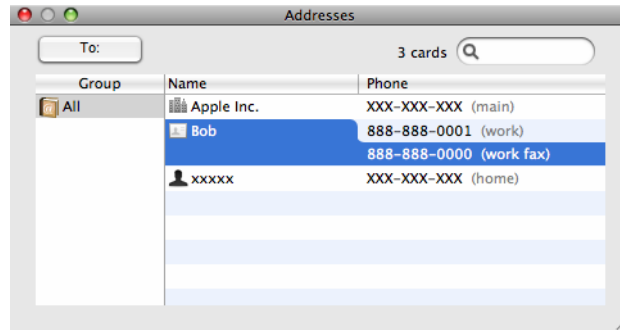 Addresses
To: 3 cards
Group Name Phone
All Apple Inc. XXX-XXX-XXX (main)
Bob 888-888-0001 (work)
888-888-0000 (work fax)
xxxxx XXX-XXX-XXX (home)